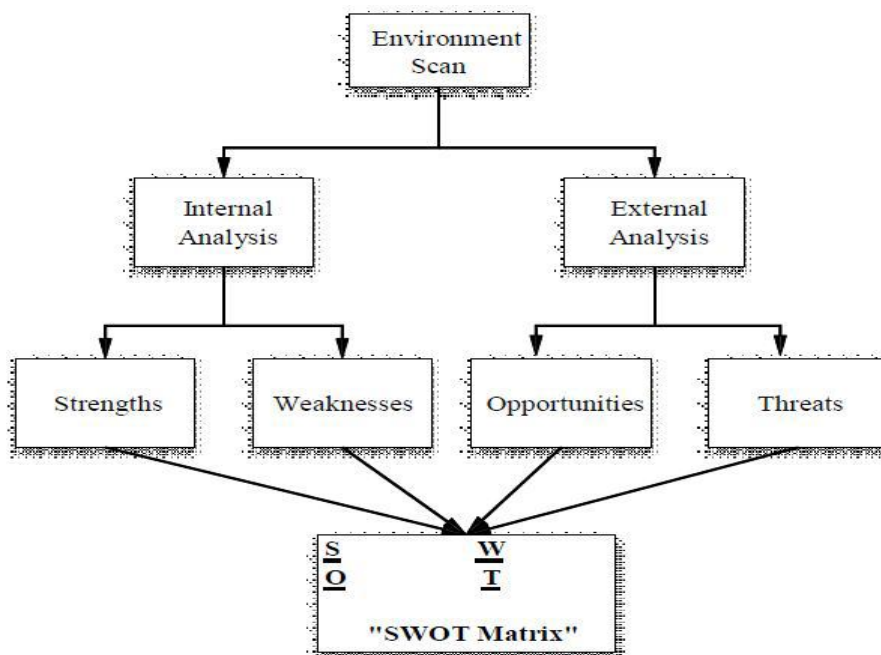 Environment
Scan
Internal
Analysis
External
Analysis
Strengths
Weaknesses
Opportunities
Threats
S W
O T
"SWOT Matrix"